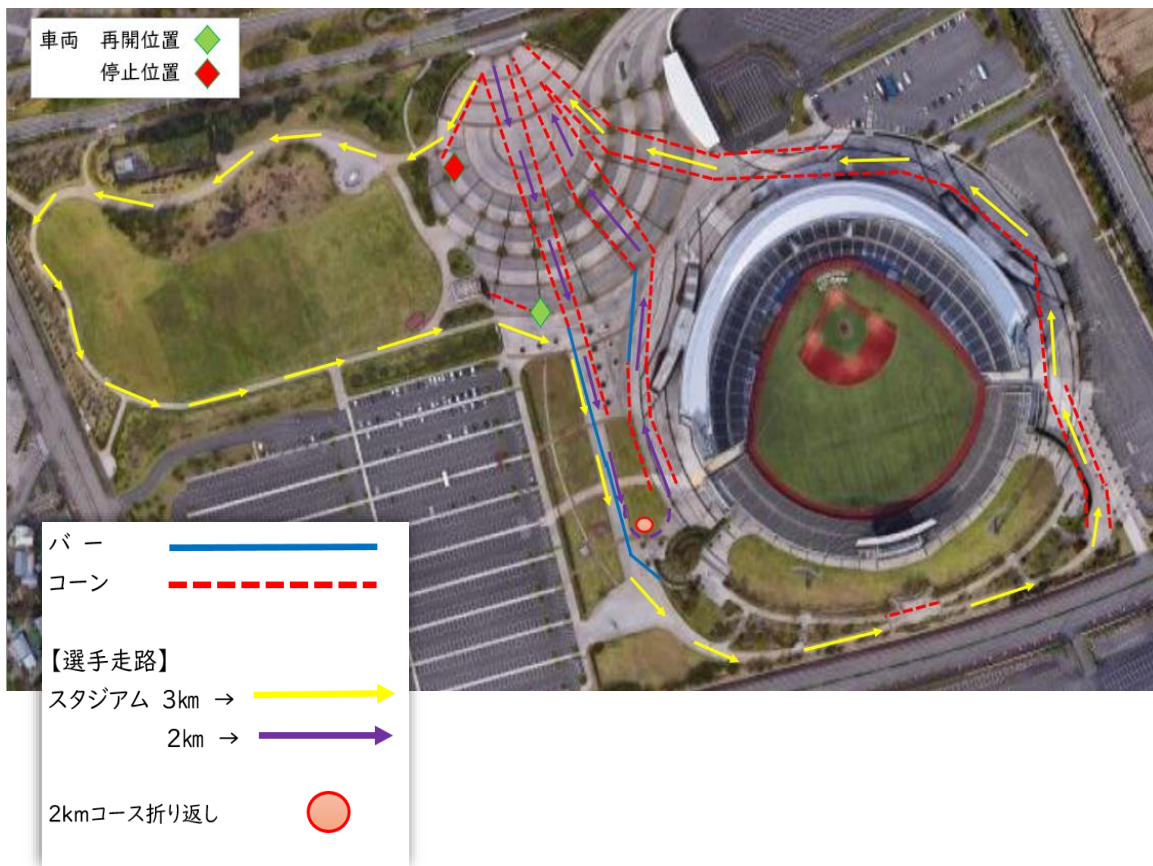 車両 再開位置
停止位置
バー
コーン
【選手走路】
スタジアム 3km →
2km →
2kmコース折り返し